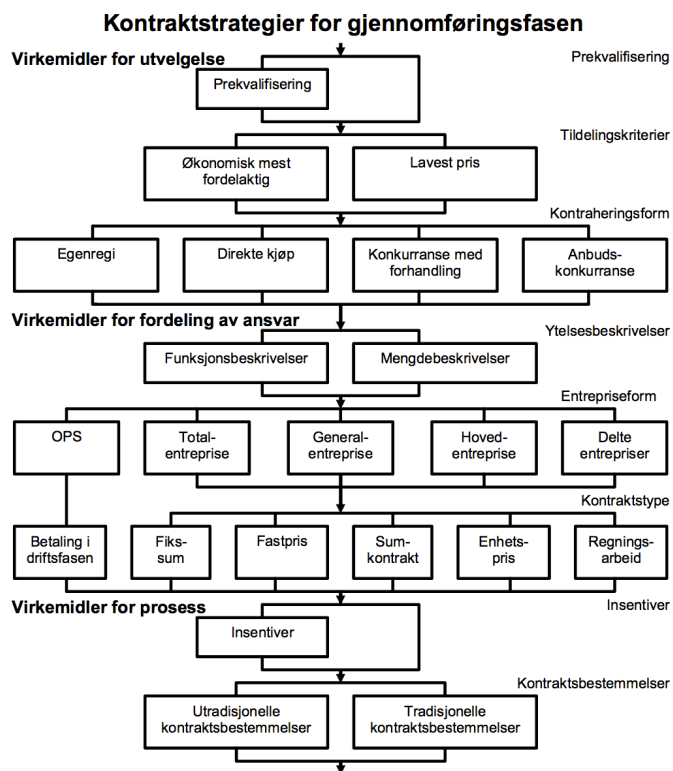 Kontraktstrategier for gjennomføringsfasen
Virkemidler for utvelgelse
Prekvalifisering
Prekvalifisering
Tildelingskriterier
Økonomisk mest
fordelaktig
Lavest pris
Kontraheringsform
Egenregi
Direkte kjøp
Konkurranse med
forhandling
Anbuds-
konkurranse
Virkemidler for fordeling av ansvar
Ytelsesbeskrivelser
Funksjonsbeskrivelser
Mengdebeskrivelser
Entrepriseform
OPS
Total-
entreprise
General-
entreprise
Hoved-
entreprise
Delte
entrepriser
Kontraktstype
Betaling i
driftsfasen
Fiks-
sum
Fastpris
Sum-
kontrakt
Enhets-
pris
Regnings-
arbeid
Virkemidler for prosess
Insentiver
Insentiver
Kontraktsbestemmelser
Utradisjonelle
kontraktsbestemmelser
Tradisjonelle
kontraktsbestemmelser